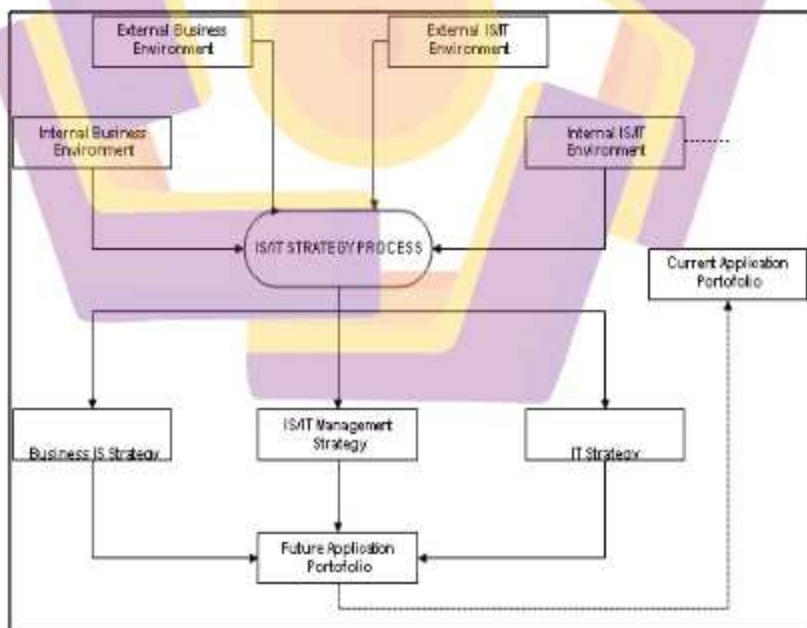 External Business
Environment
External IS/IT
Environment
Internal Business
Environment
Internal IS/IT
Environment
IS/IT STRATEGY PROCESS
Current Application
Portofolio
Business IS Strategy
IS/IT Management
Strategy
IT Strategy
Future Application
Portofolio